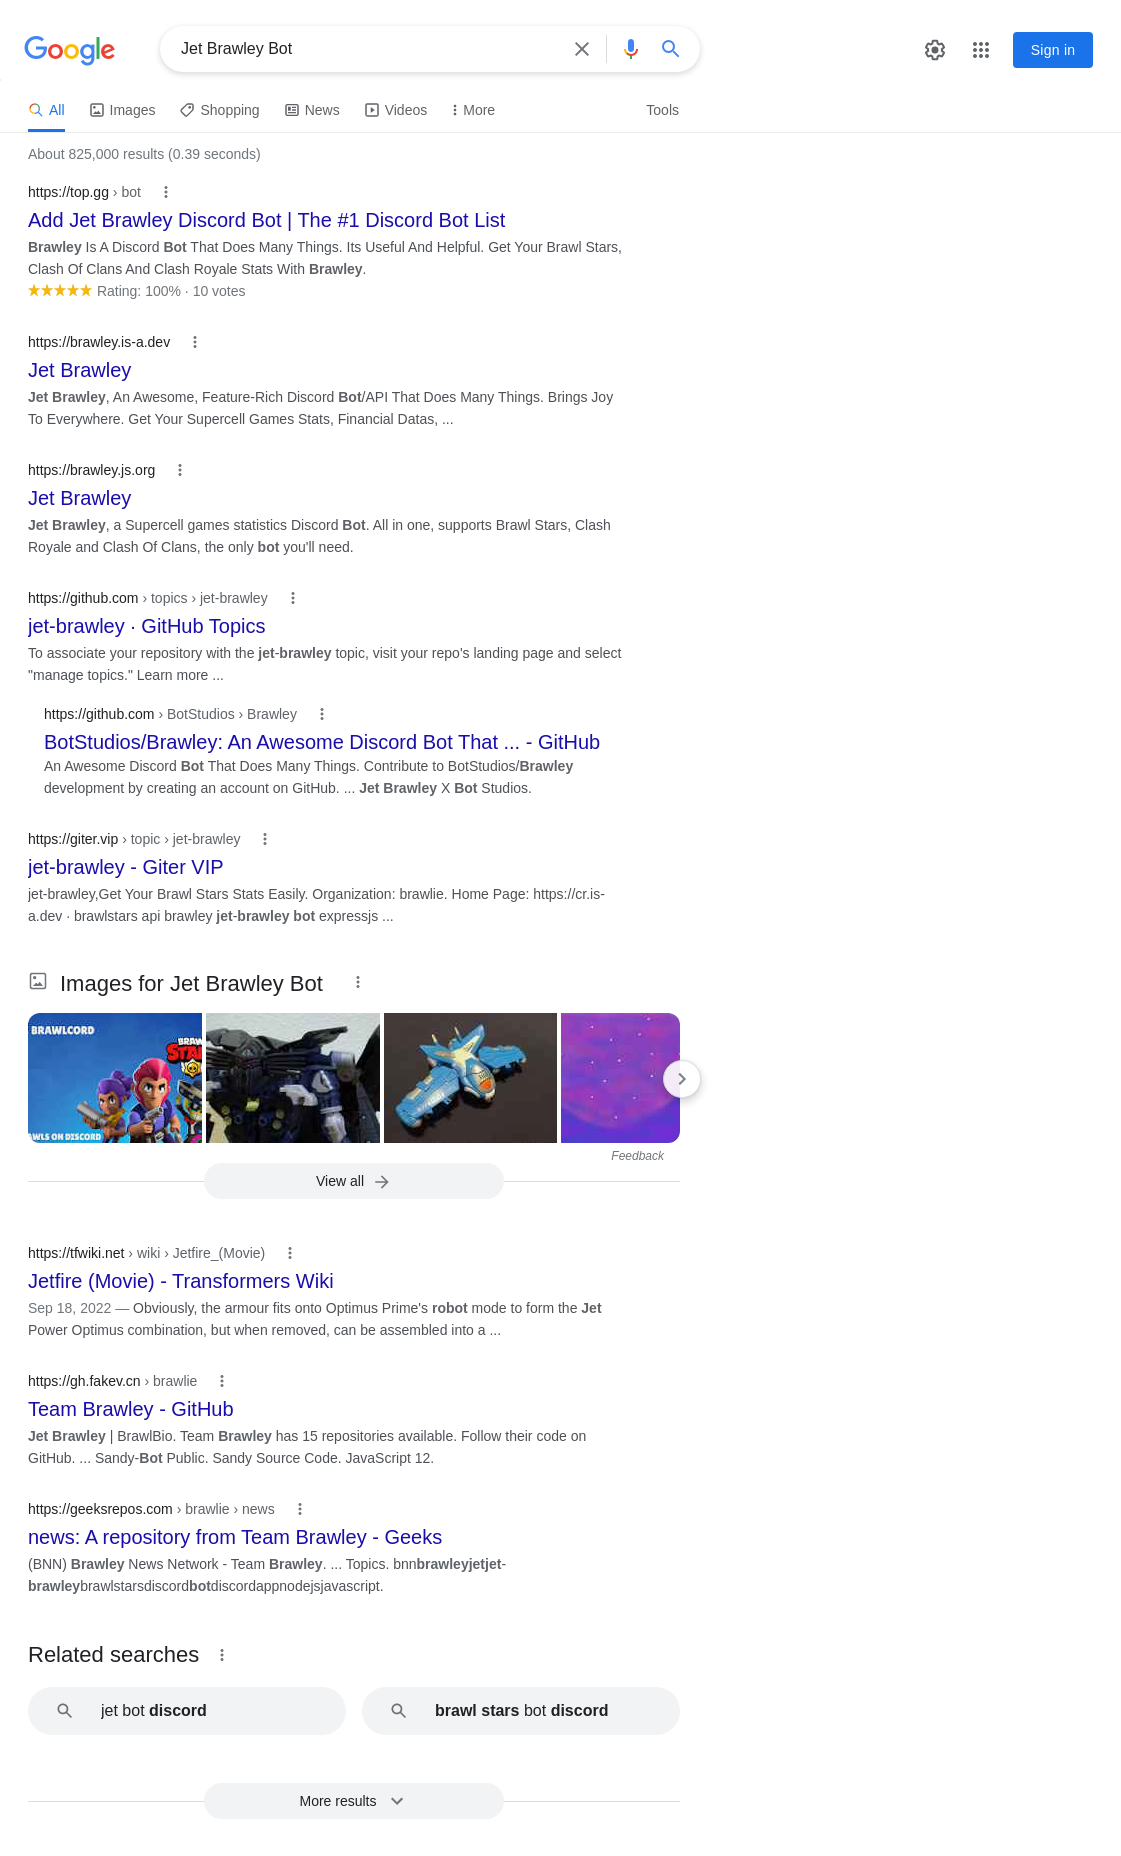 Google
Jet Brawley Bot
Sign in
All
Images
Shopping
News
Videos
More
Tools
About 825,000 results (0.39 seconds)
https://top.gg › bot
Add Jet Brawley Discord Bot | The #1 Discord Bot List
Brawley Is A Discord Bot That Does Many Things. Its Useful And Helpful. Get Your Brawl Stars,
Clash Of Clans And Clash Royale Stats With Brawley.
Rating: 100% · 10 votes
https://brawley.is-a.dev
Jet Brawley
Jet Brawley, An Awesome, Feature-Rich Discord Bot/API That Does Many Things. Brings Joy
To Everywhere. Get Your Supercell Games Stats, Financial Datas, ...
https://brawley.js.org
Jet Brawley
Jet Brawley, a Supercell games statistics Discord Bot. All in one, supports Brawl Stars, Clash
Royale and Clash Of Clans, the only bot you'll need.
https://github.com › topics › jet-brawley
jet-brawley · GitHub Topics
To associate your repository with the jet-brawley topic, visit your repo's landing page and select
"manage topics." Learn more ...
https://github.com › BotStudios › Brawley
BotStudios/Brawley: An Awesome Discord Bot That ... - GitHub
An Awesome Discord Bot That Does Many Things. Contribute to BotStudios/Brawley
development by creating an account on GitHub. ... Jet Brawley X Bot Studios.
https://giter.vip › topic › jet-brawley
jet-brawley - Giter VIP
jet-brawley,Get Your Brawl Stars Stats Easily. Organization: brawlie. Home Page: https://cr.is-
a.dev · brawlstars api brawley jet-brawley bot expressjs ...
Images for Jet Brawley Bot
BRAWLCORD
BRAW
STA
AWLS ON DISCORD
Feedback
View all
https://tfwiki.net › wiki › Jetfire_(Movie)
Jetfire (Movie) - Transformers Wiki
Sep 18, 2022 — Obviously, the armour fits onto Optimus Prime's robot mode to form the Jet
Power Optimus combination, but when removed, can be assembled into a ...
https://gh.fakev.cn › brawlie
Team Brawley - GitHub
Jet Brawley | BrawlBio. Team Brawley has 15 repositories available. Follow their code on
GitHub. ... Sandy-Bot Public. Sandy Source Code. JavaScript 12.
https://geeksrepos.com › brawlie › news
news: A repository from Team Brawley - Geeks
(BNN) Brawley News Network - Team Brawley. ... Topics. bnnbrawleyjetjet-
brawleybrawlstarsdiscordbotdiscordappnodejsjavascript.
Related searches
jet bot discord
brawl stars bot discord
More results